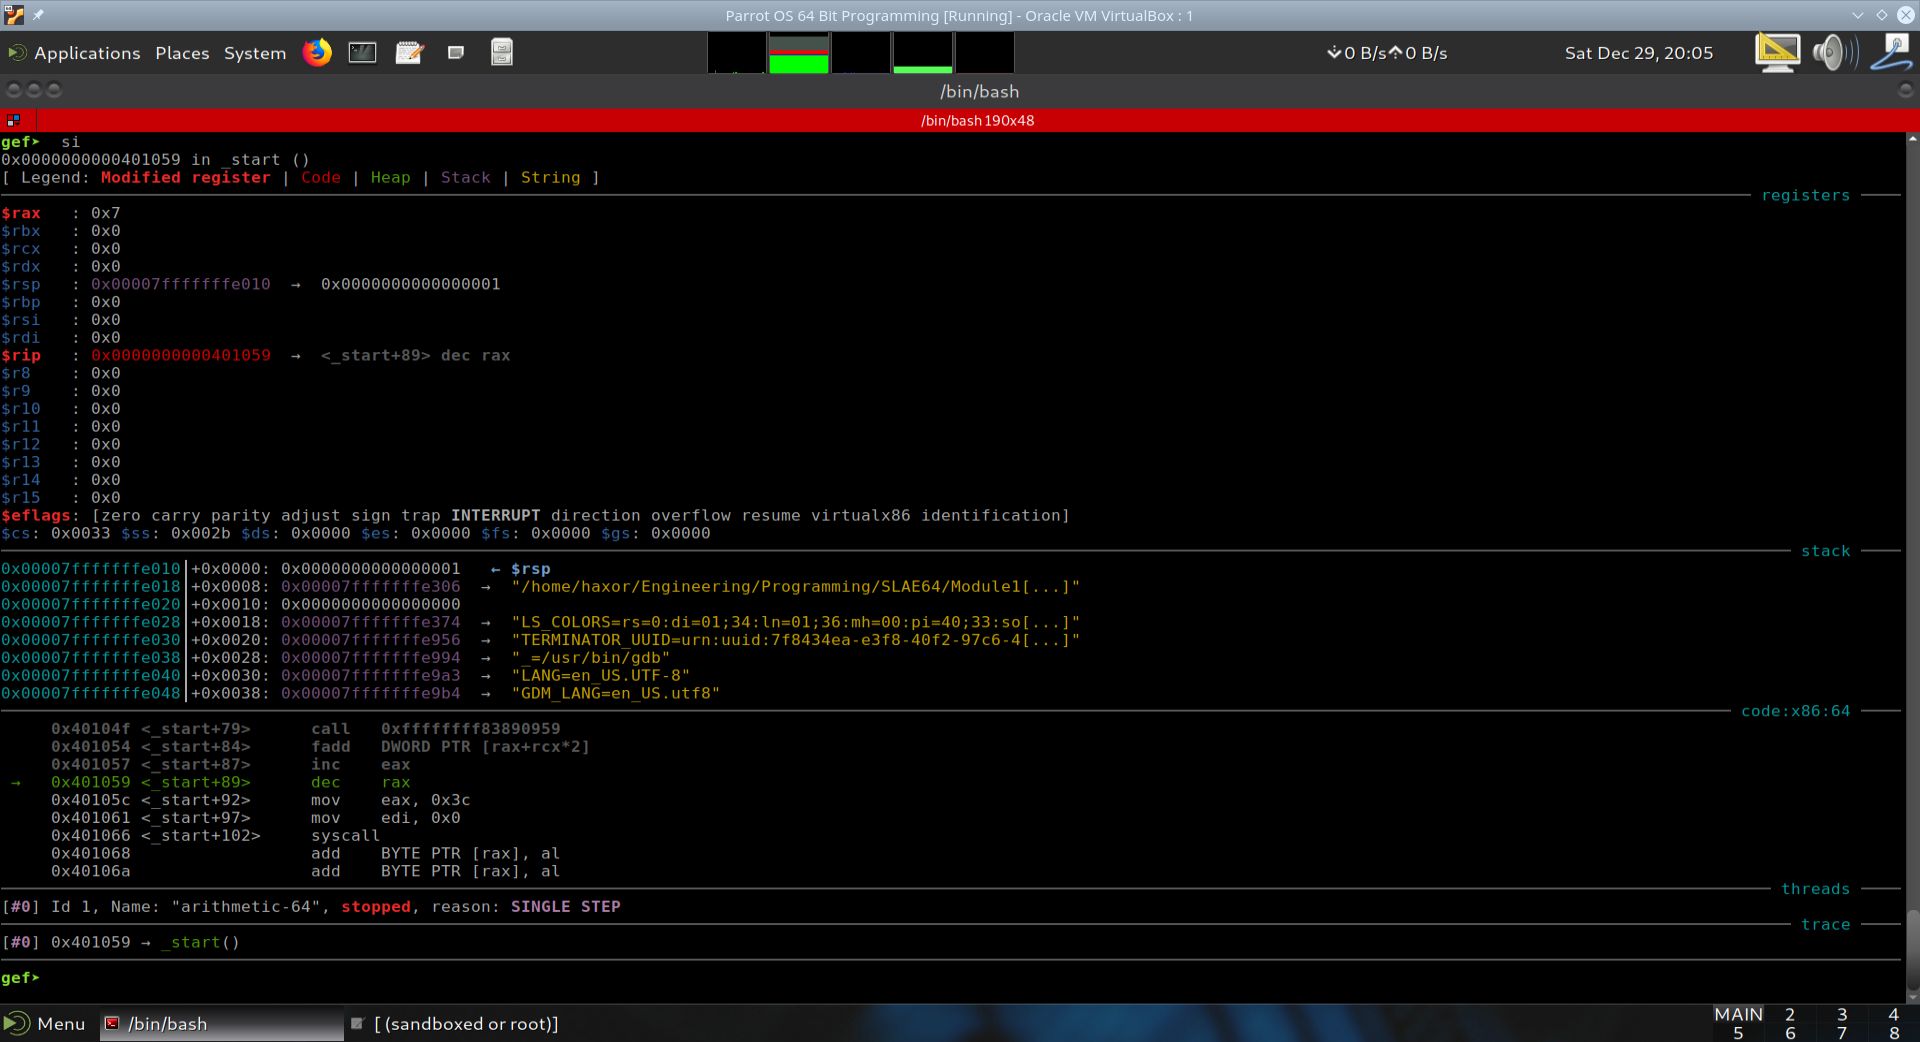 Parrot OS 64 Bit Programming [Running] - Oracle VM VirtualBox : 1
Applications Places System 0 B/s 0 B/s Sat Dec 29, 20:05
/bin/bash
/bin/bash 190x48
gef➤  si
0x0000000000401059 in _start ()
[ Legend: Modified register | Code | Heap | Stack | String ]
registers
$rax   : 0x7
$rbx   : 0x0
$rcx   : 0x0
$rdx   : 0x0
$rsp   : 0x00007fffffffe010  →  0x0000000000000001
$rbp   : 0x0
$rsi   : 0x0
$rdi   : 0x0
$rip   : 0x0000000000401059  →  <_start+89> dec rax
$r8    : 0x0
$r9    : 0x0
$r10   : 0x0
$r11   : 0x0
$r12   : 0x0
$r13   : 0x0
$r14   : 0x0
$r15   : 0x0
$eflags: [zero carry parity adjust sign trap INTERRUPT direction overflow resume virtualx86 identification]
$cs: 0x0033 $ss: 0x002b $ds: 0x0000 $es: 0x0000 $fs: 0x0000 $gs: 0x0000
stack
0x00007fffffffe010│+0x0000: 0x0000000000000001   ← $rsp
0x00007fffffffe018│+0x0008: 0x00007fffffffe306  →  "/home/haxor/Engineering/Programming/SLAE64/Module1[...]"
0x00007fffffffe020│+0x0010: 0x0000000000000000
0x00007fffffffe028│+0x0018: 0x00007fffffffe374  →  "LS_COLORS=rs=0:di=01;34:ln=01;36:mh=00:pi=40;33:so[...]"
0x00007fffffffe030│+0x0020: 0x00007fffffffe956  →  "TERMINATOR_UUID=urn:uuid:7f8434ea-e3f8-40f2-97c6-4[...]"
0x00007fffffffe038│+0x0028: 0x00007fffffffe994  →  "_=/usr/bin/gdb"
0x00007fffffffe040│+0x0030: 0x00007fffffffe9a3  →  "LANG=en_US.UTF-8"
0x00007fffffffe048│+0x0038: 0x00007fffffffe9b4  →  "GDM_LANG=en_US.utf8"
code:x86:64
0x40104f <_start+79>      call   0xffffffff83890959
0x401054 <_start+84>      fadd   DWORD PTR [rax+rcx*2]
0x401057 <_start+87>      inc    eax
→   0x401059 <_start+89>      dec    rax
0x40105c <_start+92>      mov    eax, 0x3c
0x401061 <_start+97>      mov    edi, 0x0
0x401066 <_start+102>     syscall
0x401068                  add    BYTE PTR [rax], al
0x40106a                  add    BYTE PTR [rax], al
threads
[#0] Id 1, Name: "arithmetic-64", stopped, reason: SINGLE STEP
trace
[#0] 0x401059 → _start()
gef➤
Menu /bin/bash [ (sandboxed or root)] MAIN 2 3 4
5 6 7 8